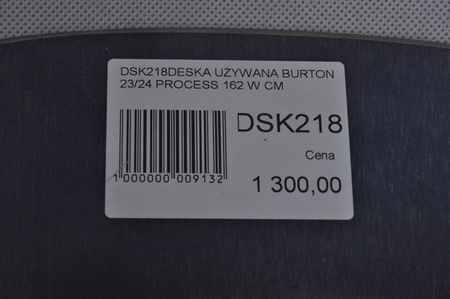 DSK218DESKA UŻYWANA BURTON
23/24 PROCESS 162 W CM
DSK218
Cena
1 300,00
1 000000 009132